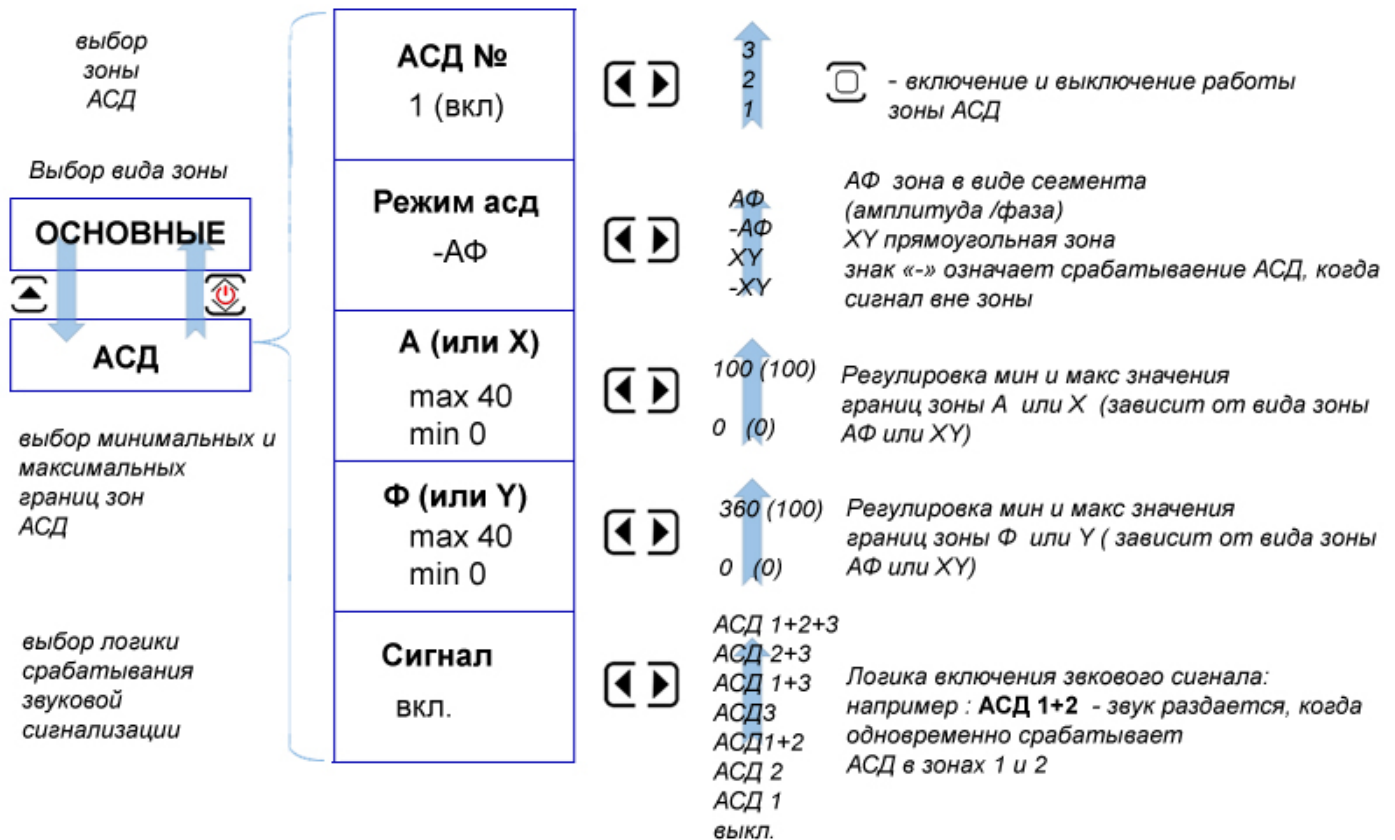 выбор
зоны
АСД
Выбор вида зоны
ОСНОВНЫЕ
АСД
выбор минимальных и
максимальных
границ зон
АСД
выбор логики
срабатывания
звуковой
сигнализации
АСД №
1 (вкл)
3
2
1
- включение и выключение работы
зоны АСД
Режим асд
-АФ
АФ
-АФ
XY
-XY
АФ зона в виде сегмента
(амплитуда /фаза)
XY прямоугольная зона
знак «-» означает срабатываение АСД, когда
сигнал вне зоны
А (или X)
max 40
min 0
100 (100)
0 (0)
Регулировка мин и макс значения
границ зоны А или X (зависит от вида зоны
АФ или XY)
Ф (или Y)
max 40
min 0
360 (100)
0 (0)
Регулировка мин и макс значения
границ зоны Ф или Y ( зависит от вида зоны
АФ или XY)
Сигнал
вкл.
АСД 1+2+3
АСД 2+3
АСД 1+3
АСД3
АСД1+2
АСД 2
АСД 1
выкл.
Логика включения звкового сигнала:
например : АСД 1+2 - звук раздается, когда
одновременно срабатывает
АСД в зонах 1 и 2